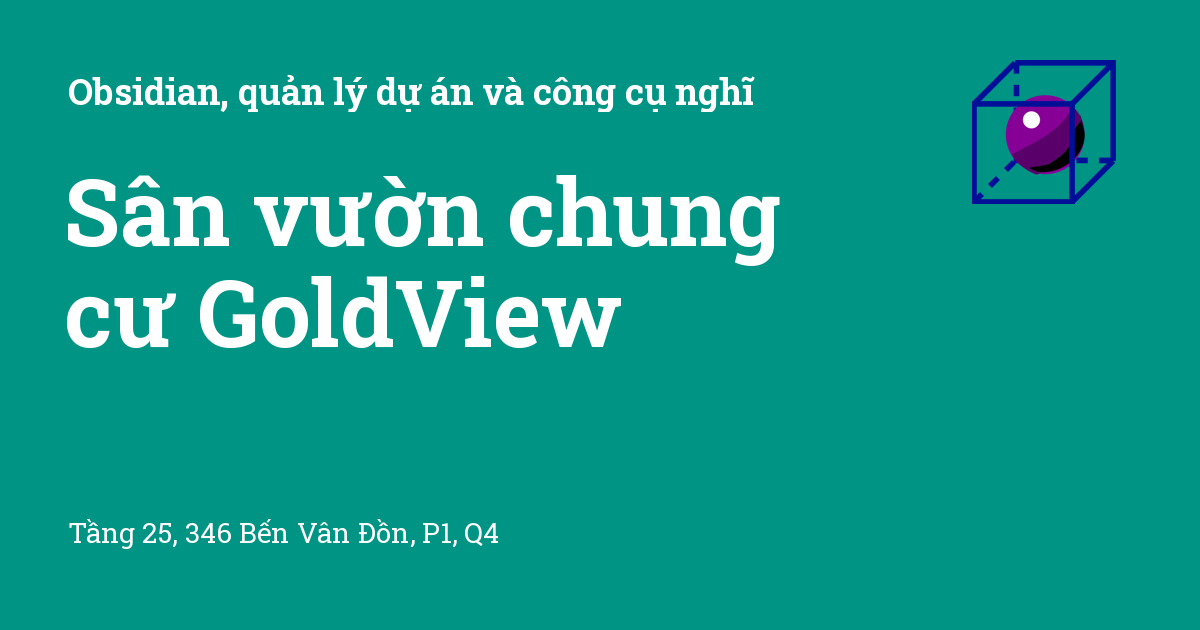 Obsidian, quản lý dự án và công cụ nghĩ
Sân vườn chung
cư GoldView
Tầng 25, 346 Bến Vân Đồn, P1, Q4